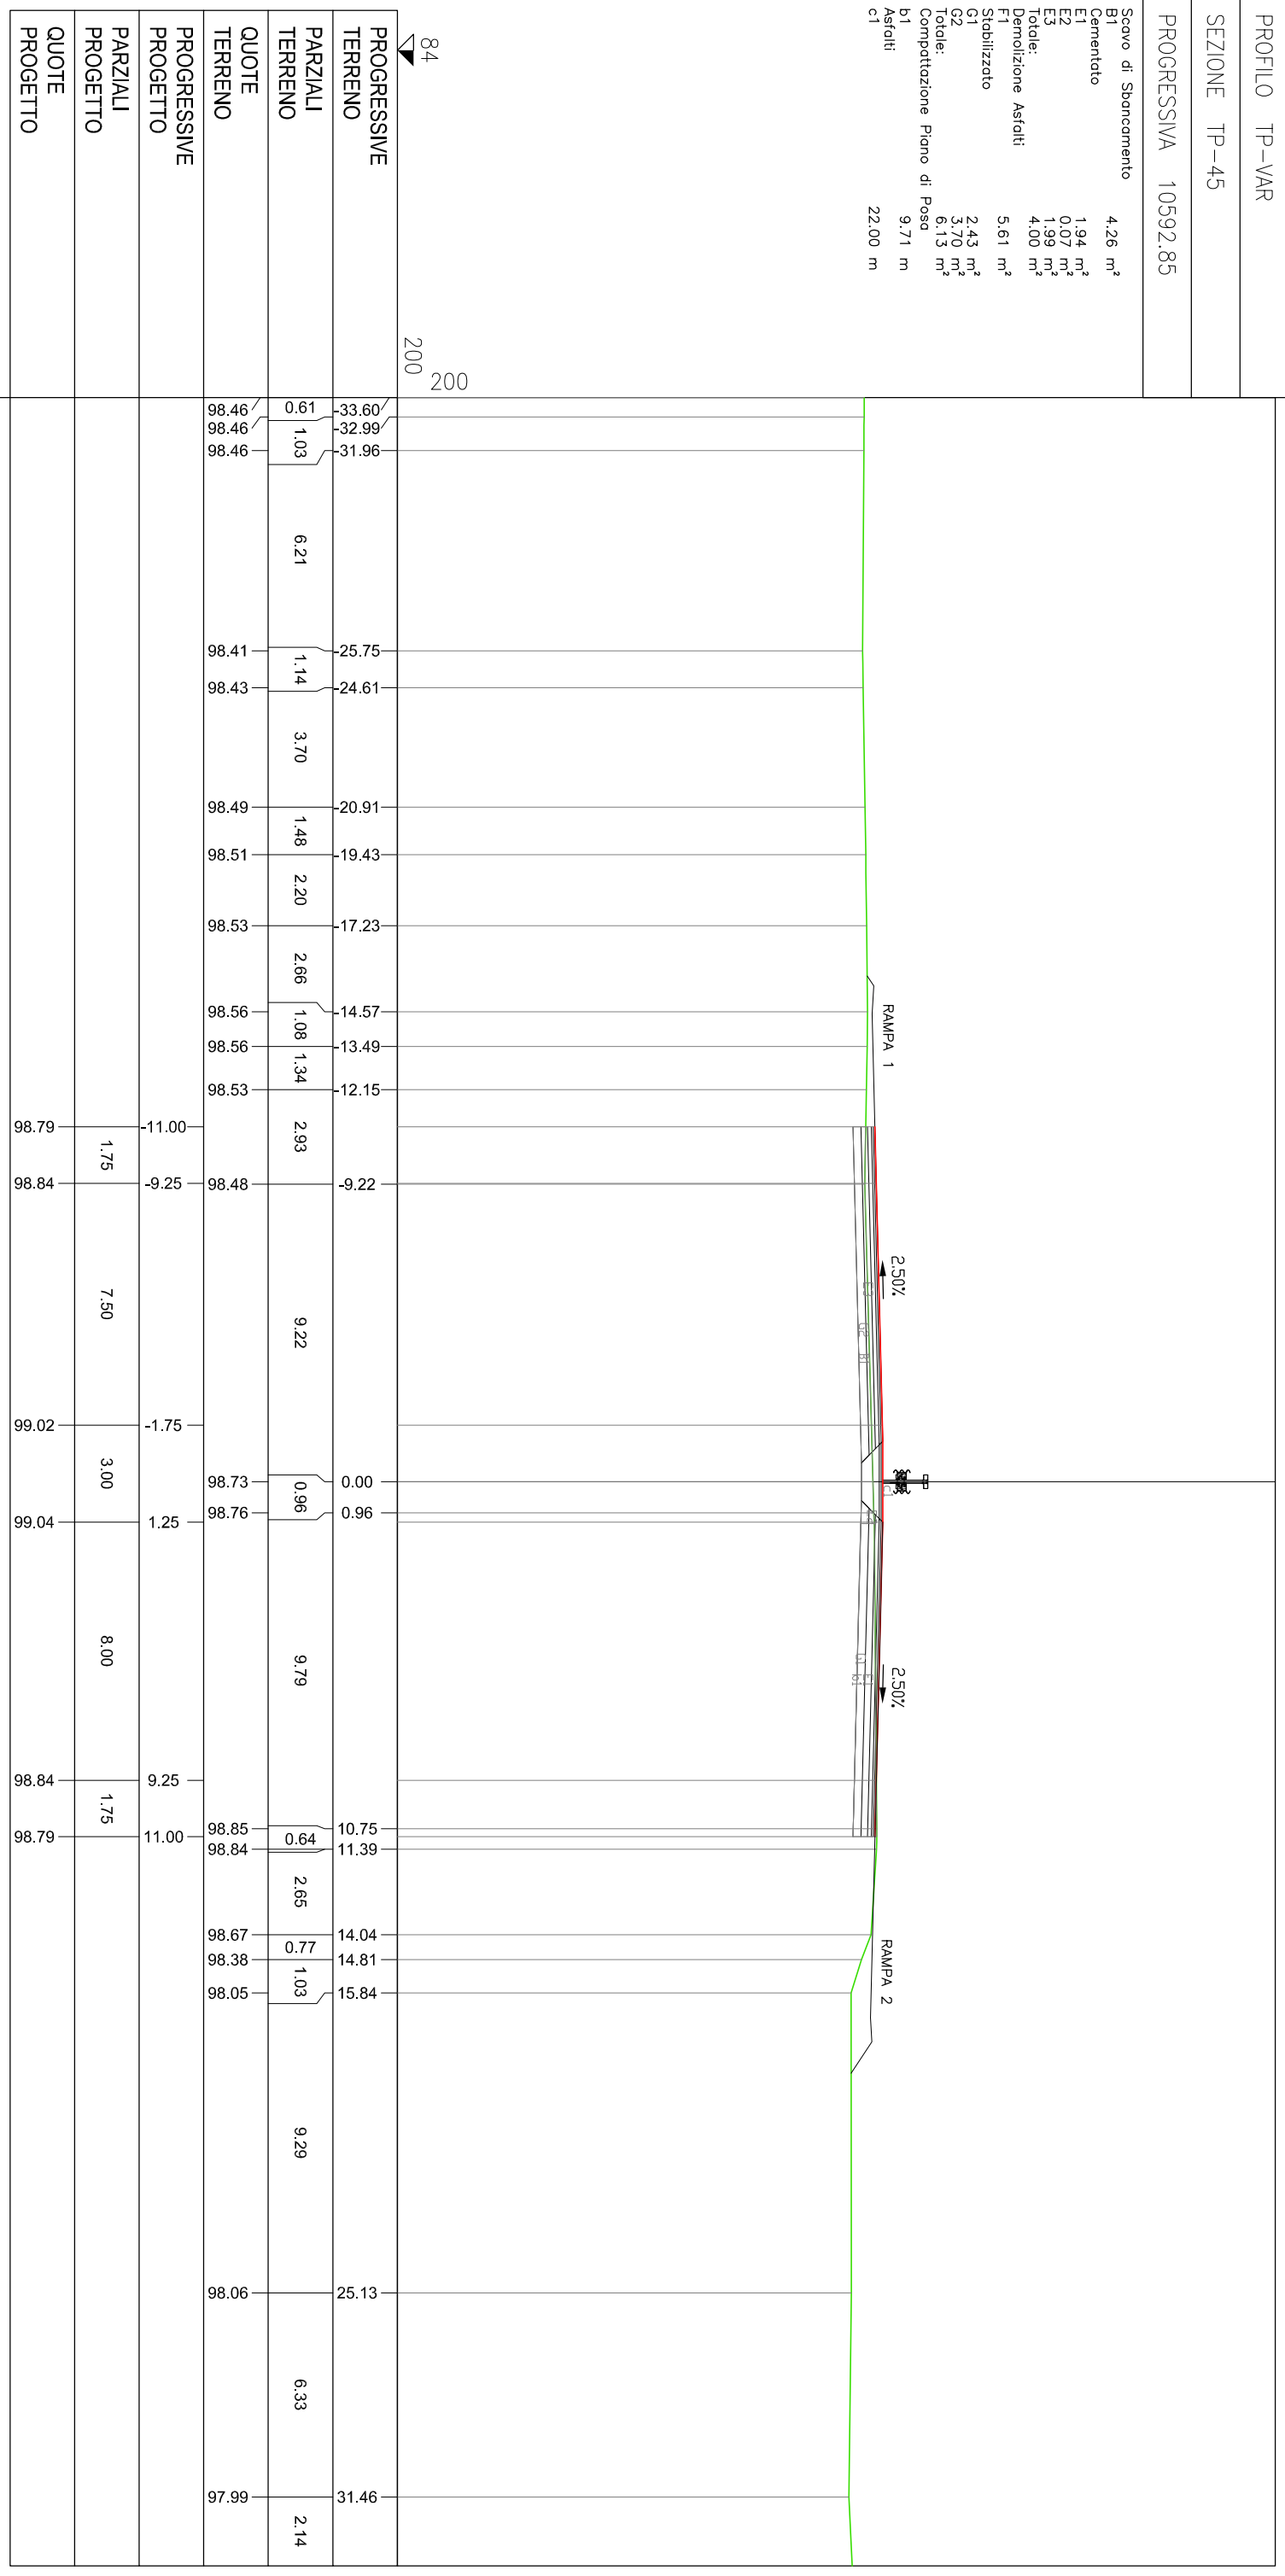 PROFILO TP-VAR
SEZIONE TP-45
PROGRESSIVA 10592.85
Scavo di Sbancamento
B1 4.26 m²
Cementato
E1 1.94 m²
E2 0.07 m²
E3 1.99 m²
Totale: 4.00 m²
Demolizione Asfalti
F1 5.61 m²
Stabilizzato
G1 2.43 m²
G2 3.70 m²
Totale: 6.13 m²
Compattazione Piano di Posa
b1 9.71 m
Asfalti
c1 22.00 m
RAMPA 1
2.50%
c1
2.50%
RAMPA 2
E3
G2 B1
G1
b1
84
200
200
PROGRESSIVE TERRENO
-33.60 -32.99 -31.96 -25.75 -24.61 -20.91 -19.43 -17.23 -14.57 -13.49 -12.15 -9.22 0.00 0.96 10.75 11.39 14.04 14.81 15.84 25.13 31.46
PARZIALI TERRENO
0.61 1.03 6.21 1.14 3.70 1.48 2.20 2.66 1.08 1.34 2.93 9.22 0.96 9.79 0.64 2.65 0.77 1.03 9.29 6.33 2.14
QUOTE TERRENO
98.46 98.46 98.46 98.41 98.43 98.49 98.51 98.53 98.56 98.56 98.53 98.48 98.73 98.76 98.85 98.84 98.67 98.38 98.05 98.06 97.99
PROGRESSIVE PROGETTO
-11.00 -9.25 -1.75 1.25 9.25 11.00
PARZIALI PROGETTO
1.75 7.50 3.00 8.00 1.75
QUOTE PROGETTO
98.79 98.84 99.02 99.04 98.84 98.79